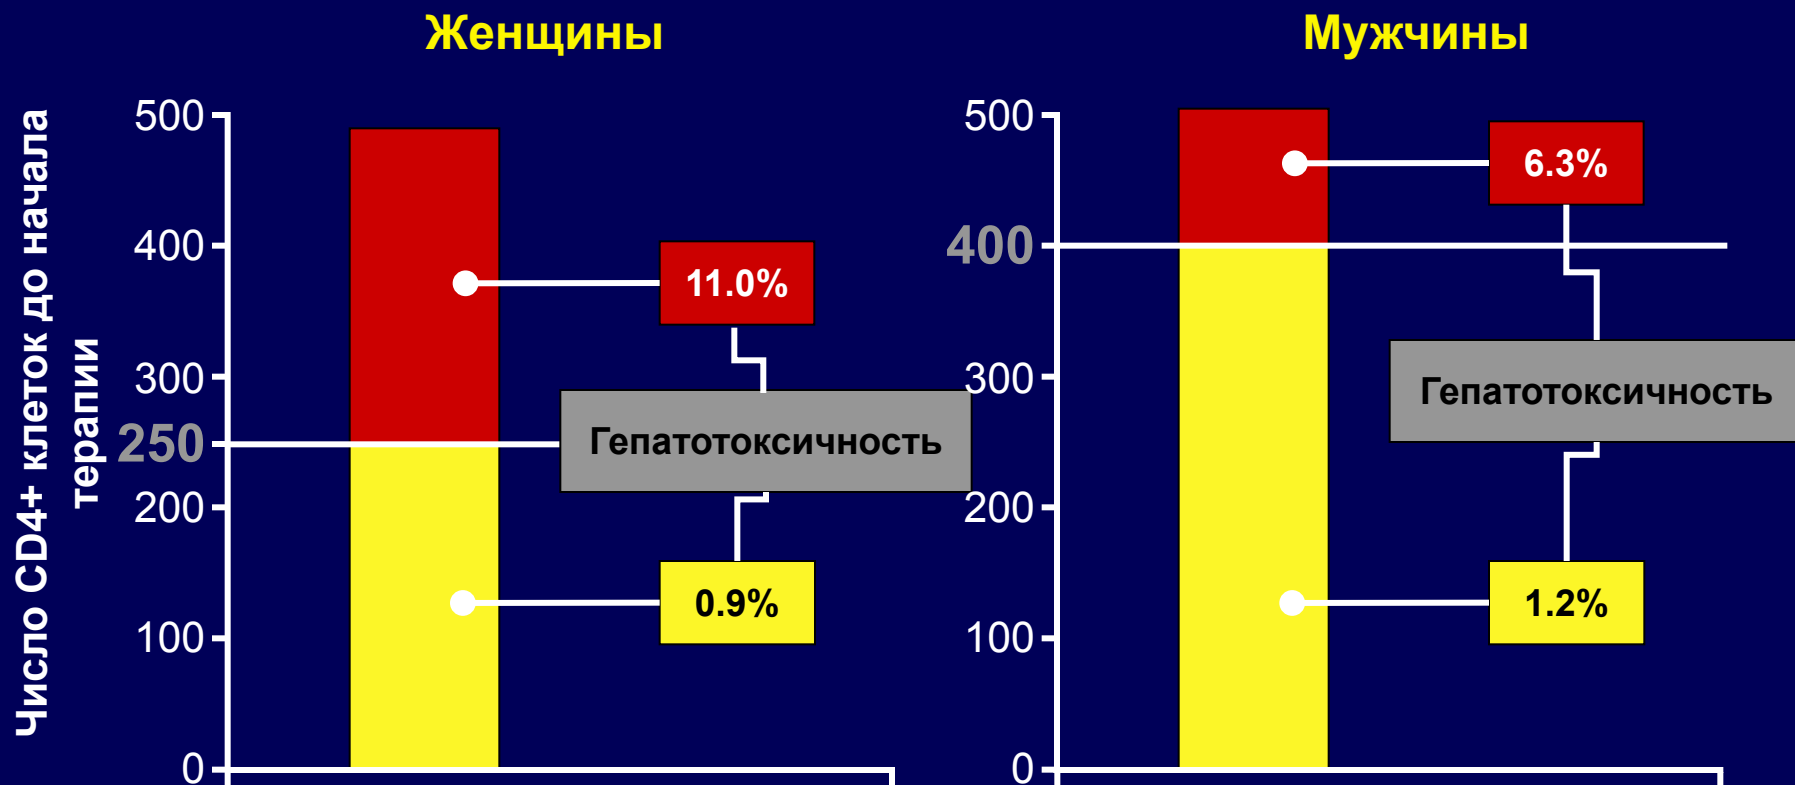 Женщины
Мужчины
Число CD4+ клеток до начала
терапии
500
400
300
250
200
100
0
11.0%
Гепатотоксичность
0.9%
500
400
300
200
100
0
6.3%
Гепатотоксичность
1.2%